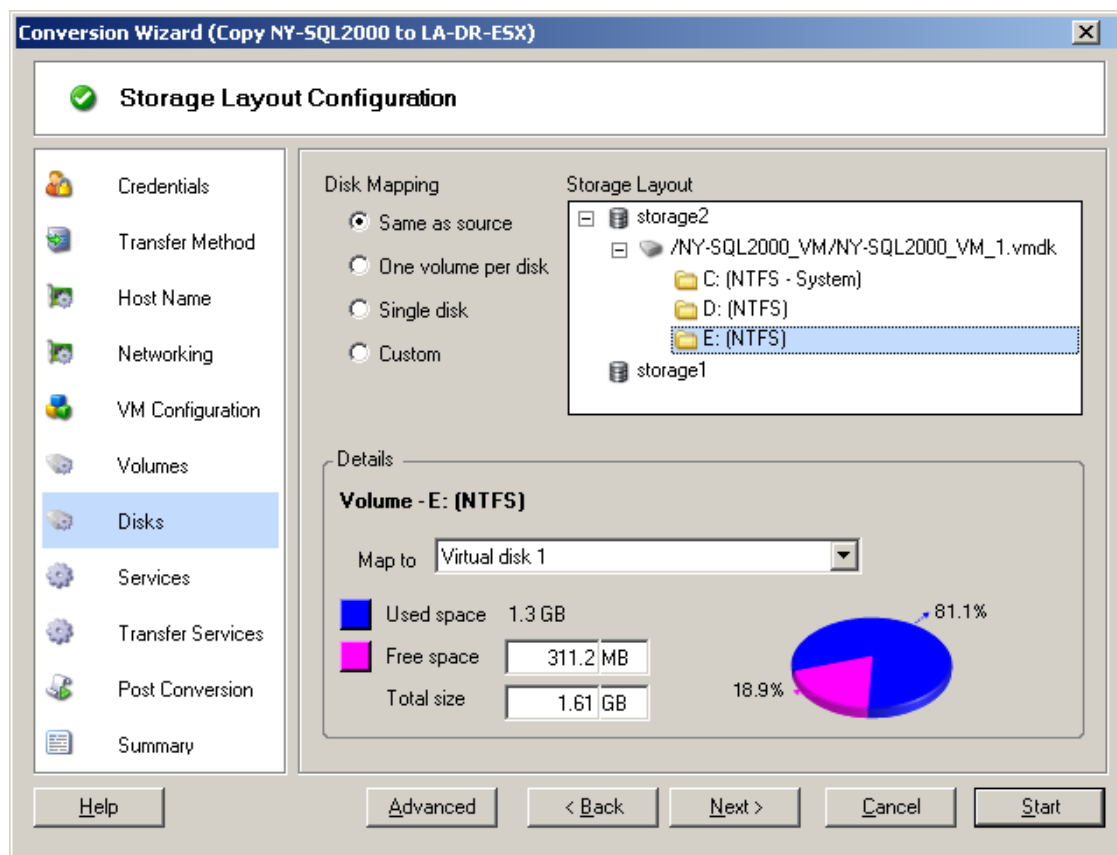 Conversion Wizard (Copy NY-SQL2000 to LA-DR-ESX)
Storage Layout Configuration
Credentials
Transfer Method
Host Name
Networking
VM Configuration
Volumes
Disks
Services
Transfer Services
Post Conversion
Summary
Disk Mapping
Same as source
One volume per disk
Single disk
Custom
Storage Layout
storage2
/NY-SQL2000_VM/NY-SQL2000_VM_1.vmdk
C: (NTFS - System)
D: (NTFS)
E: (NTFS)
storage1
Details
Volume - E: (NTFS)
Map to Virtual disk 1
Used space 1.3 GB
Free space 311.2 MB
Total size 1.61 GB
81.1%
18.9%
Help Advanced < Back Next > Cancel Start